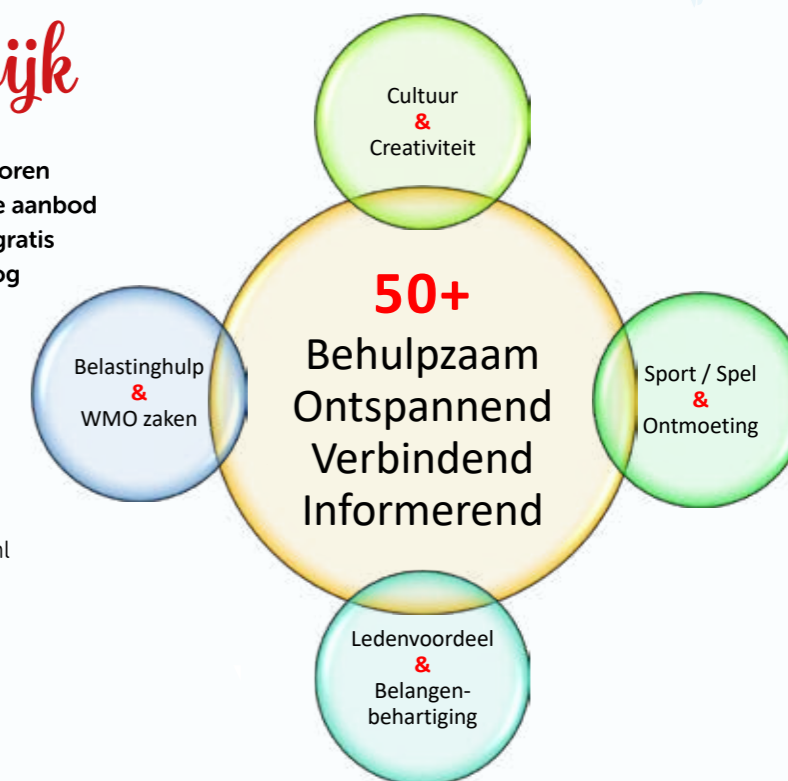 ijk
oren
e aanbod
gratis
og
nl
Cultuur
&
Creativiteit
50+
Behulpzaam
Ontspannend
Verbindend
Informerend
Belastinghulp
&
WMO zaken
Sport / Spel
&
Ontmoeting
Ledenvoordeel
&
Belangen-
behartiging